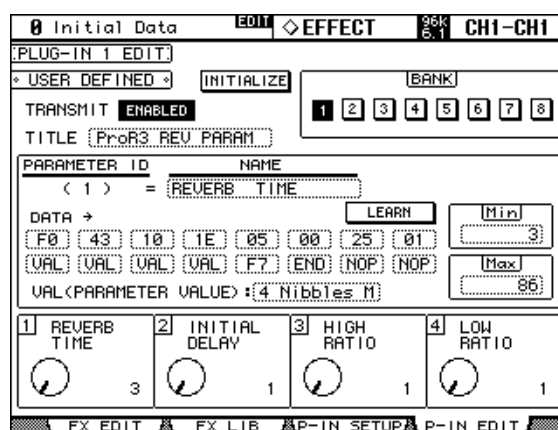 0 Initial Data EDIT ◇EFFECT 96k 6.1 CH1-CH1
PLUG-IN 1 EDIT
USER DEFINED INITIALIZE BANK
TRANSMIT ENABLED 1 2 3 4 5 6 7 8
TITLE ProR3 REV PARAM
PARAMETER ID NAME
( 1 ) = REVERB TIME
DATA → LEARN Min
F0 43 10 1E 05 00 25 01 3
VAL VAL VAL VAL F7 END NOP NOP Max
VAL(PARAMETER VALUE): 4 Nibbles M 86
1 REVERB TIME 2 INITIAL DELAY 3 HIGH RATIO 4 LOW RATIO
3 1 1 1
FX EDIT FX LIB P-IN SETUP P-IN EDIT